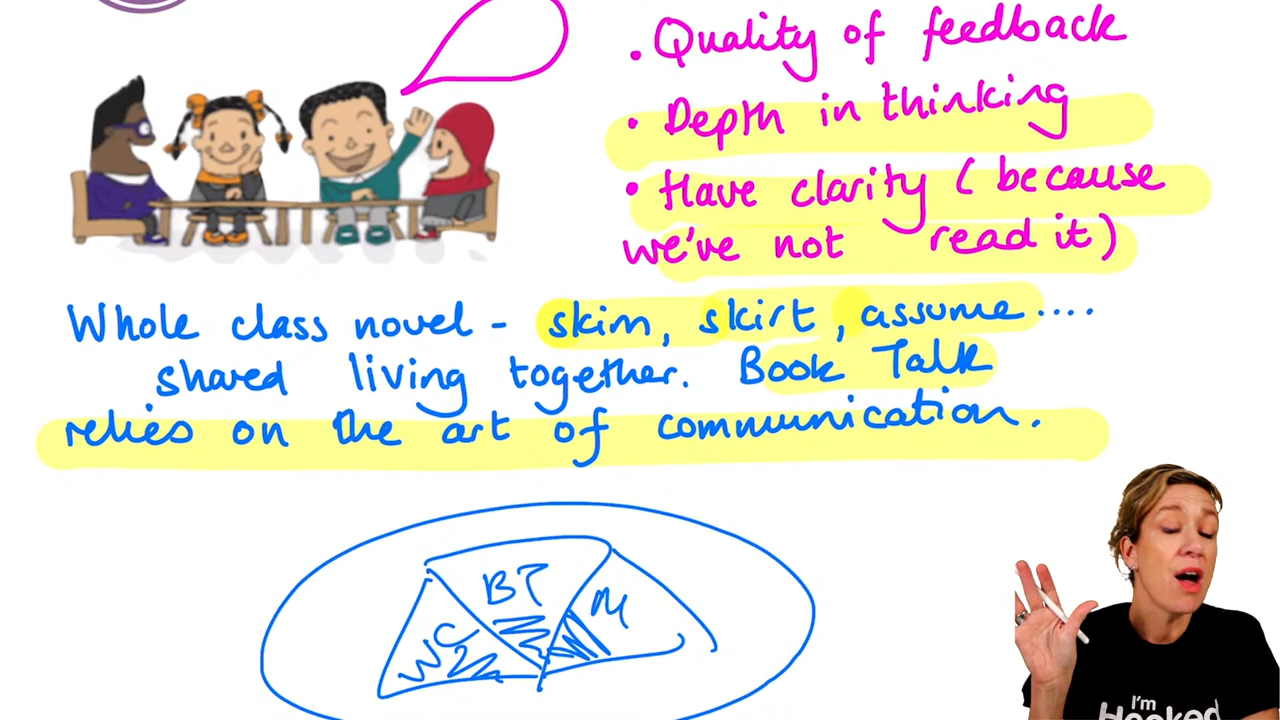 • Quality of feedback
• Depth in thinking
• Have clarity (because
we've not read it)
Whole class novel - skim, skirt, assume....
shared living together. Book Talk
relies on the art of communication.
BT
WC
M
I'm
Hooked